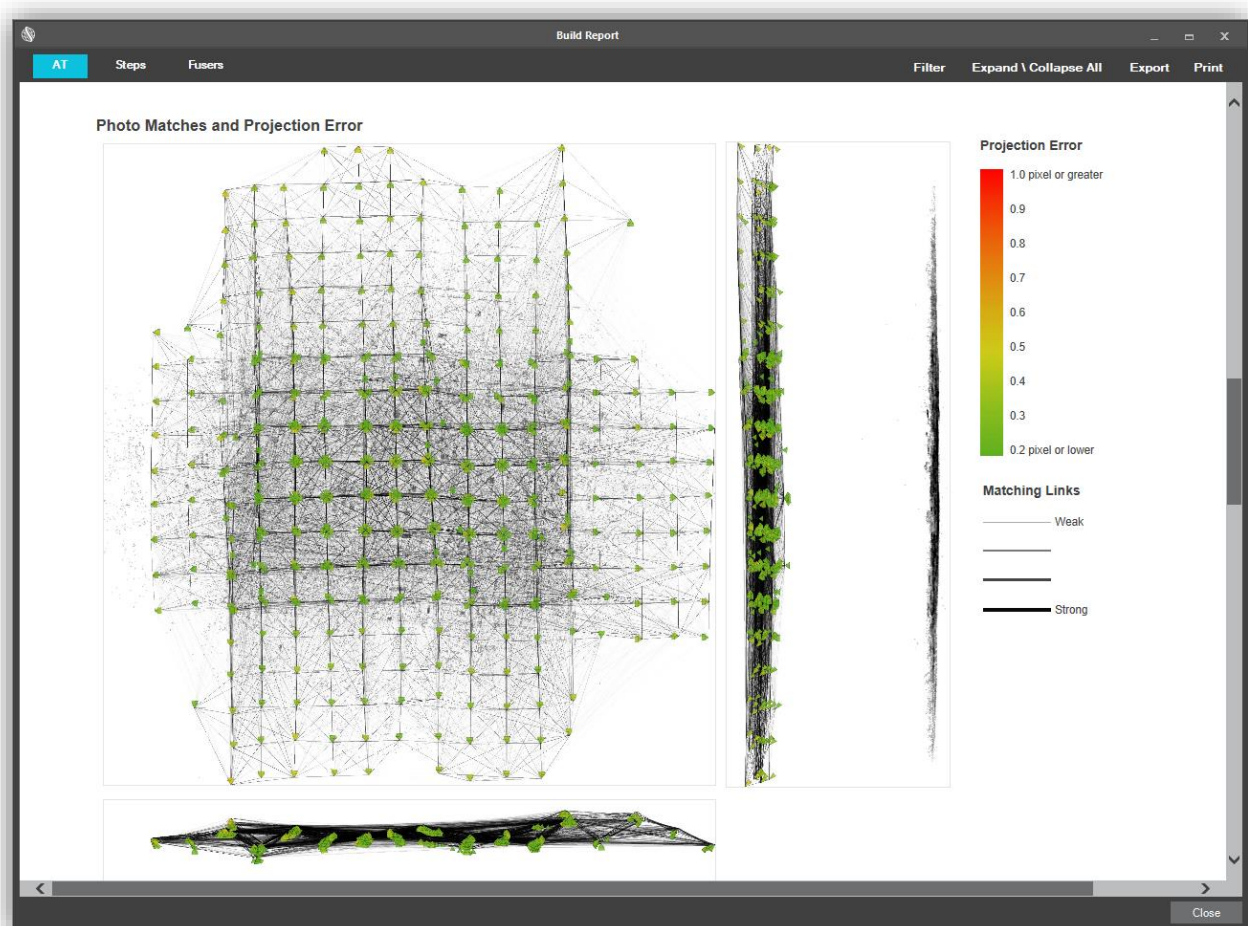 Build Report
AT Steps Fusers Filter Expand \ Collapse All Export Print
Photo Matches and Projection Error
Projection Error
1.0 pixel or greater
0.9
0.8
0.7
0.6
0.5
0.4
0.3
0.2 pixel or lower
Matching Links
Weak
Strong
Close